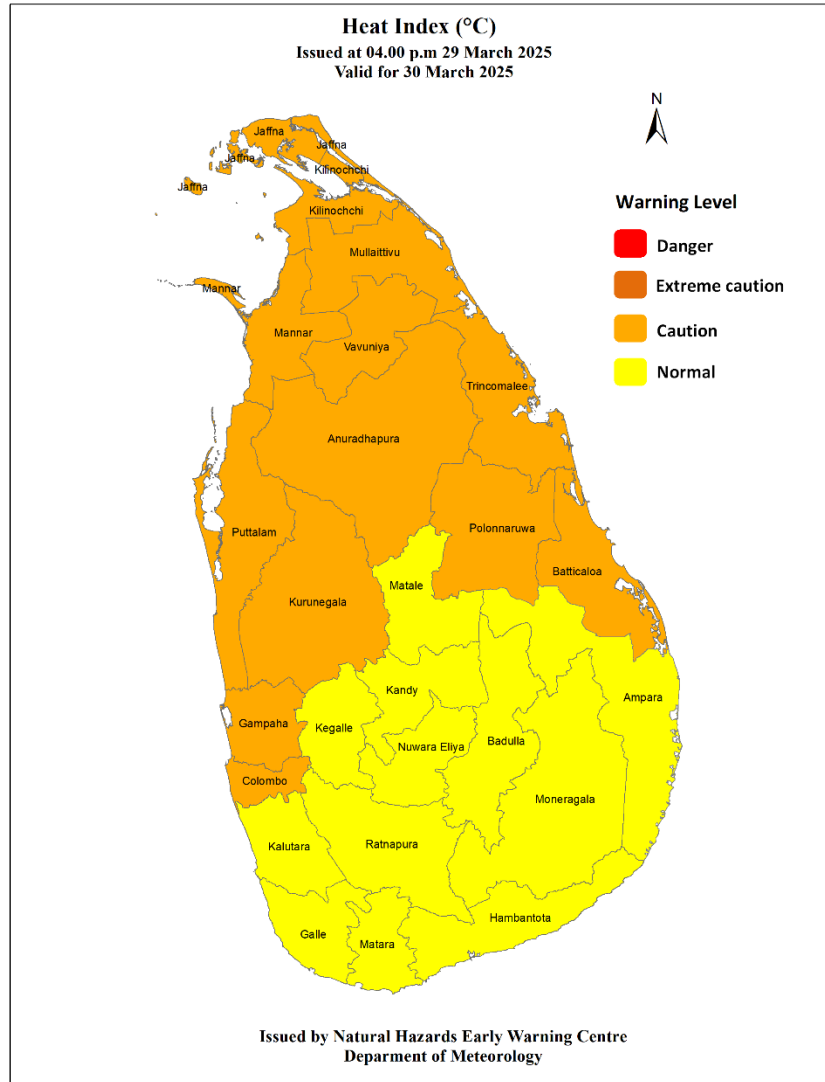 Heat Index (°C)
Issued at 04.00 p.m 29 March 2025
Valid for 30 March 2025
N
Warning Level
Danger
Extreme caution
Caution
Normal
Jaffna
Jaffna
Jaffna
Kilinochchi
Jaffna
Kilinochchi
Mullaittivu
Mannar
Mannar
Vavuniya
Trincomalee
Anuradhapura
Polonnaruwa
Puttalam
Batticaloa
Matale
Kurunegala
Kandy
Ampara
Gampaha
Kegalle
Nuwara Eliya
Badulla
Colombo
Moneragala
Kalutara
Ratnapura
Hambantota
Galle
Matara
Issued by Natural Hazards Early Warning Centre
Deparment of Meteorology